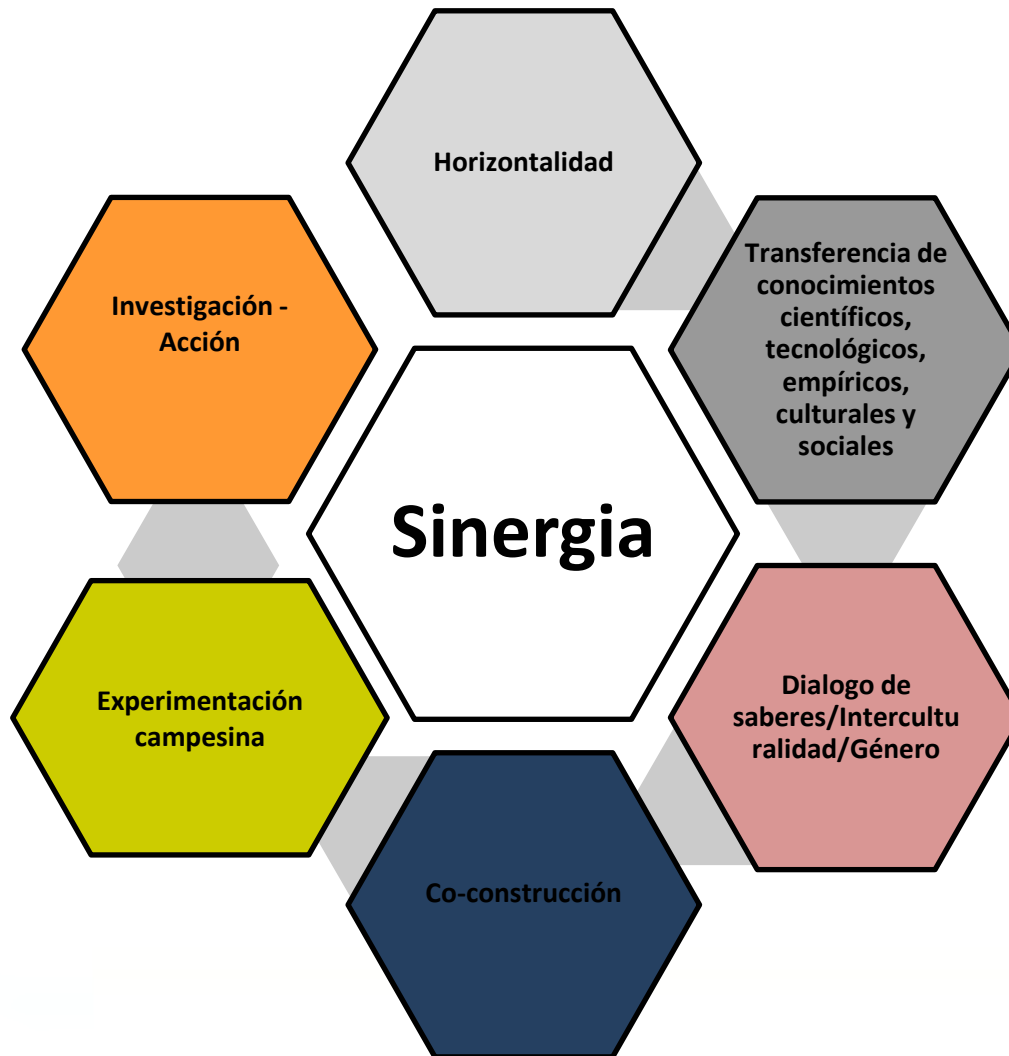 Horizontalidad
Transferencia de
conocimientos
científicos,
tecnológicos,
empíricos,
culturales y
sociales
Investigación -
Acción
Sinergia
Dialogo de
saberes/Intercultu
ralidad/Género
Experimentación
campesina
Co-construcción